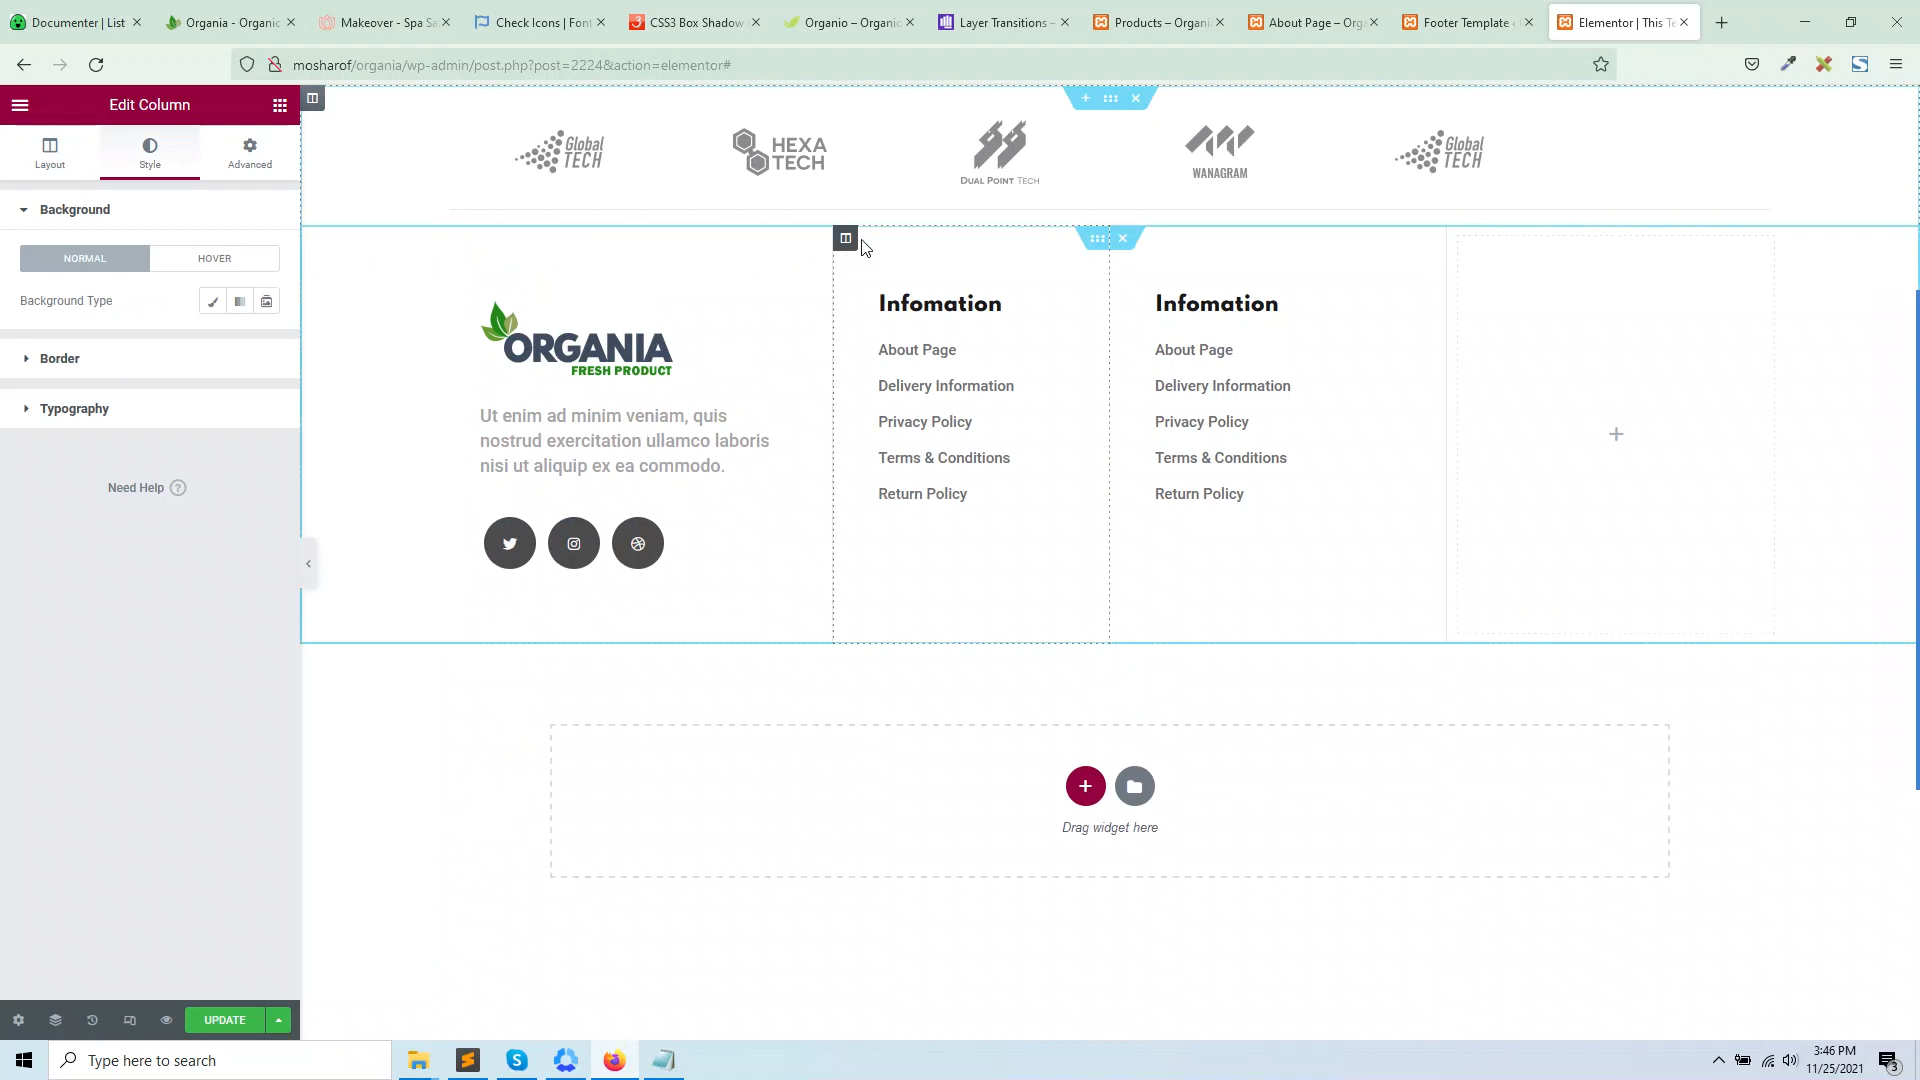 Documenter | List
Organia - Organic
Makeover - Spa Sa
Check Icons | Font
CSS3 Box Shadow
Organio – Organic
Layer Transitions –
Products – Organi
About Page – Orga
Footer Template ‹
Elementor | This Te
mosharof/organia/wp-admin/post.php?post=2224&action=elementor#
Edit Column
Layout
Style
Advanced
Background
NORMAL
HOVER
Background Type
Border
Typography
Need Help ?
UPDATE
Global TECH
HEXA TECH
DUAL POINT TECH
WANAGRAM
Global TECH
ORGANIA
FRESH PRODUCT
Ut enim ad minim veniam, quis
nostrud exercitation ullamco laboris
nisi ut aliquip ex ea commodo.
Infomation
About Page
Delivery Information
Privacy Policy
Terms & Conditions
Return Policy
Infomation
About Page
Delivery Information
Privacy Policy
Terms & Conditions
Return Policy
Drag widget here
Type here to search
3:46 PM
11/25/2021
3